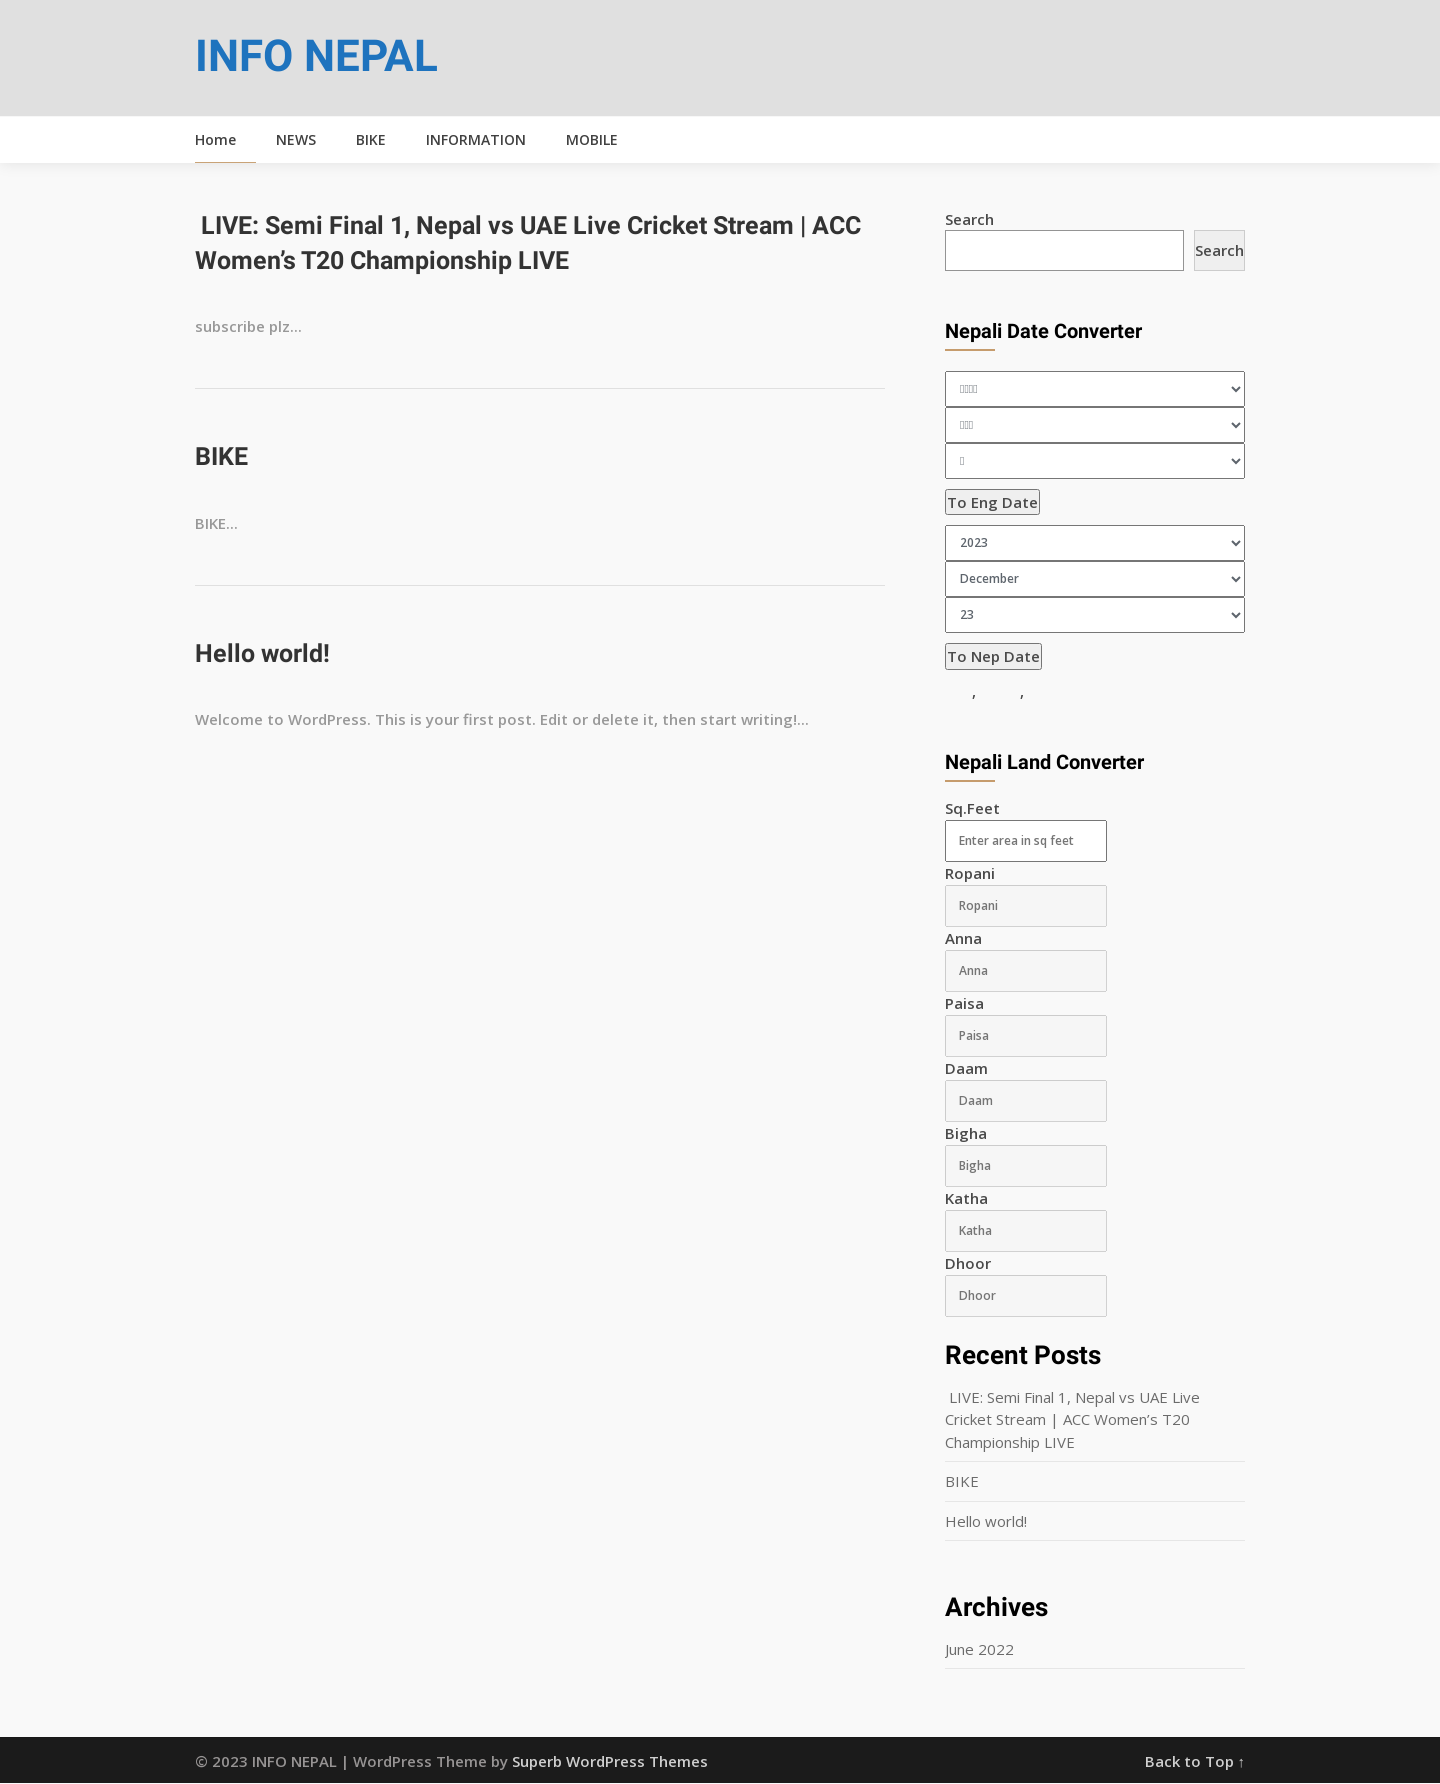 INFO NEPAL
Home NEWS BIKE INFORMATION MOBILE
LIVE: Semi Final 1, Nepal vs UAE Live Cricket Stream | ACC
Women’s T20 Championship LIVE
subscribe plz...
BIKE
BIKE...
Hello world!
Welcome to WordPress. This is your first post. Edit or delete it, then start writing!...
Search
Search
Nepali Date Converter
To Eng Date
2023
December
23
To Nep Date
, ,
Nepali Land Converter
Sq.Feet
Enter area in sq feet
Ropani
Ropani
Anna
Anna
Paisa
Paisa
Daam
Daam
Bigha
Bigha
Katha
Katha
Dhoor
Dhoor
Recent Posts
LIVE: Semi Final 1, Nepal vs UAE Live
Cricket Stream | ACC Women’s T20
Championship LIVE
BIKE
Hello world!
Archives
June 2022
© 2023 INFO NEPAL | WordPress Theme by Superb WordPress Themes
Back to Top ↑